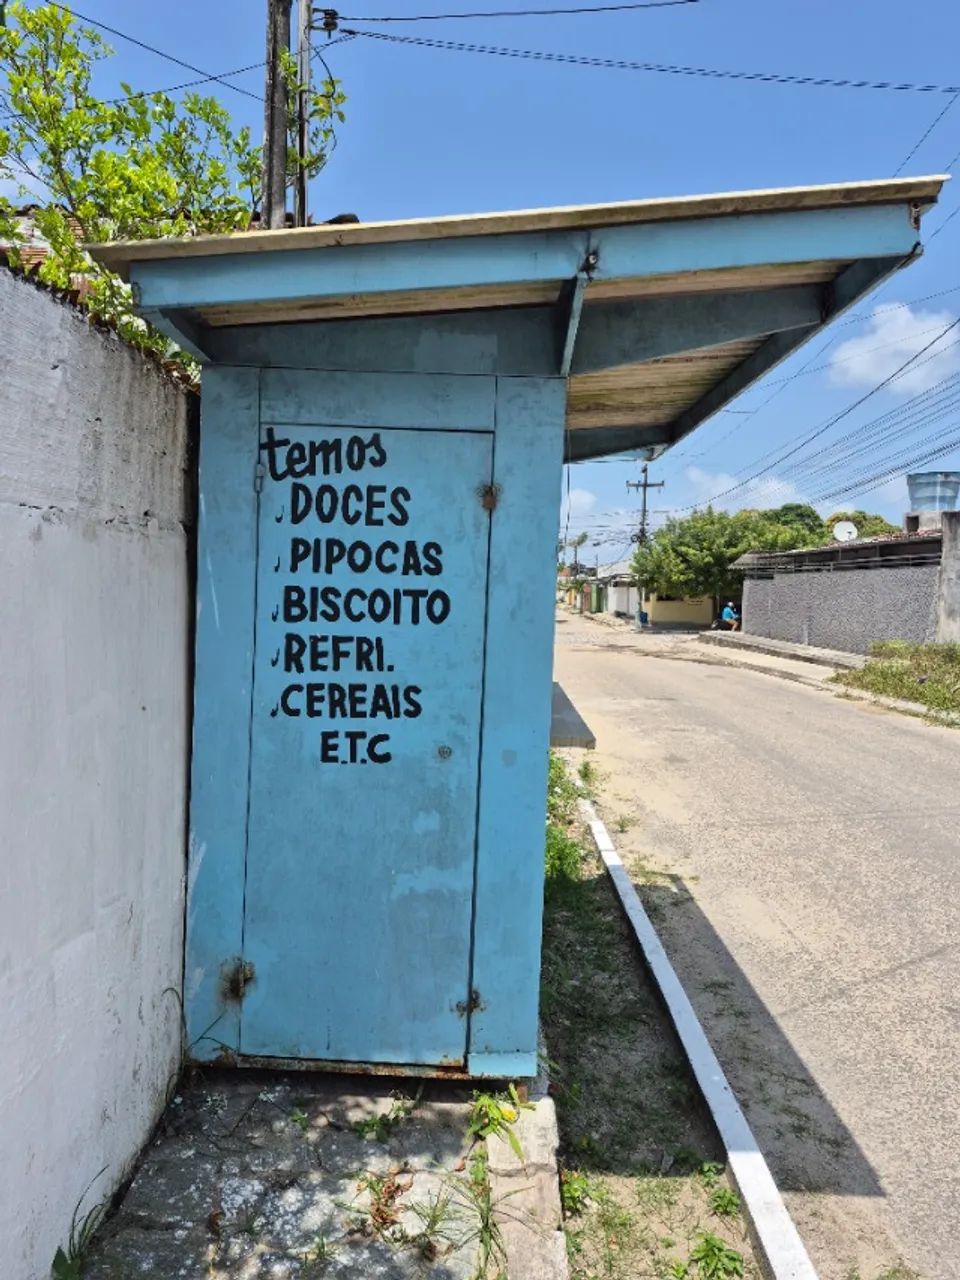 temos
DOCES
PIPOCAS
BISCOITO
REFRI.
CEREAIS
E.T.C